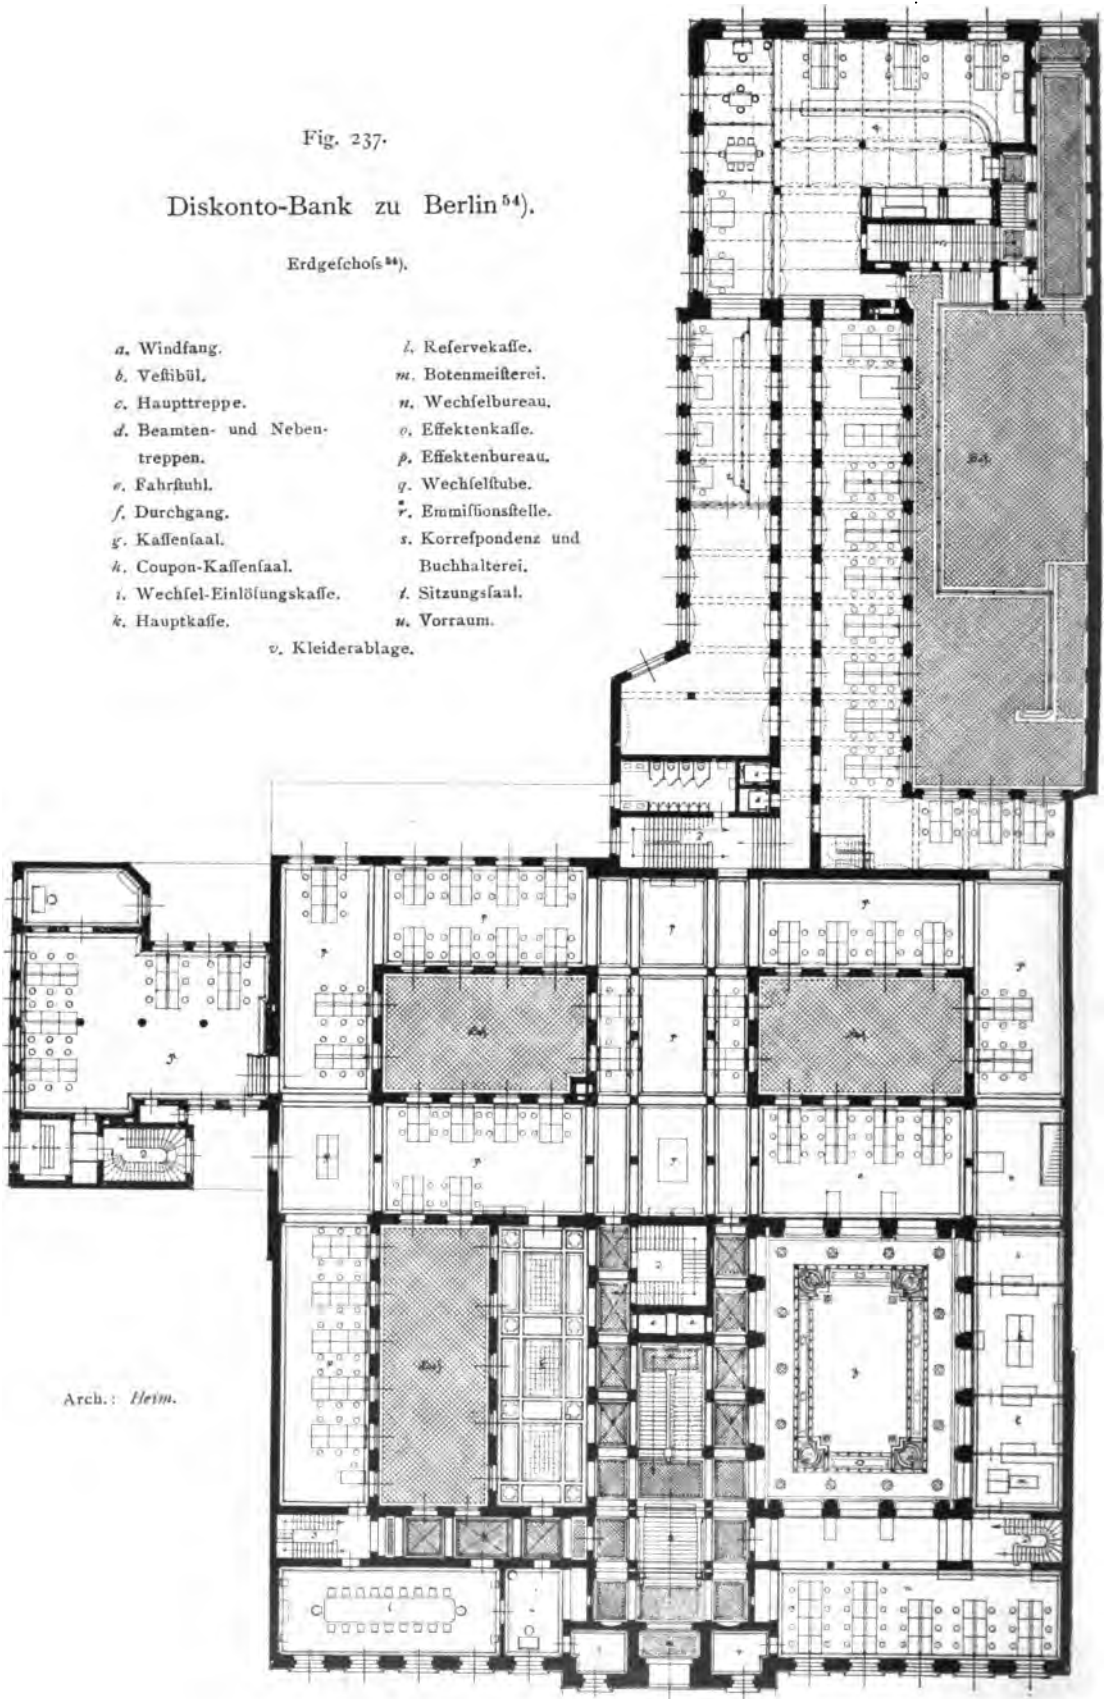 Fig. 237.
Diskonto-Bank zu Berlin⁵⁴).
Erdgeſchoſs⁵⁴).
a. Windfang.
b. Veſtibül.
c. Haupttreppe.
d. Beamten- und Neben-
treppen.
e. Fahrſtuhl.
f. Durchgang.
g. Kaſſenſaal.
h. Coupon-Kaſſenſaal.
i. Wechſel-Einlöſungskaſſe.
k. Hauptkaſſe.
l. Reſervekaſſe.
m. Botenmeiſterei.
n. Wechſelbureau.
o. Effektenkaſſe.
p. Effektenbureau.
q. Wechſelſtube.
r. Emmiſſionsſtelle.
s. Korreſpondenz und
Buchhalterei.
t. Sitzungsſaal.
u. Vorraum.
v. Kleiderablage.
Arch.: Heim.